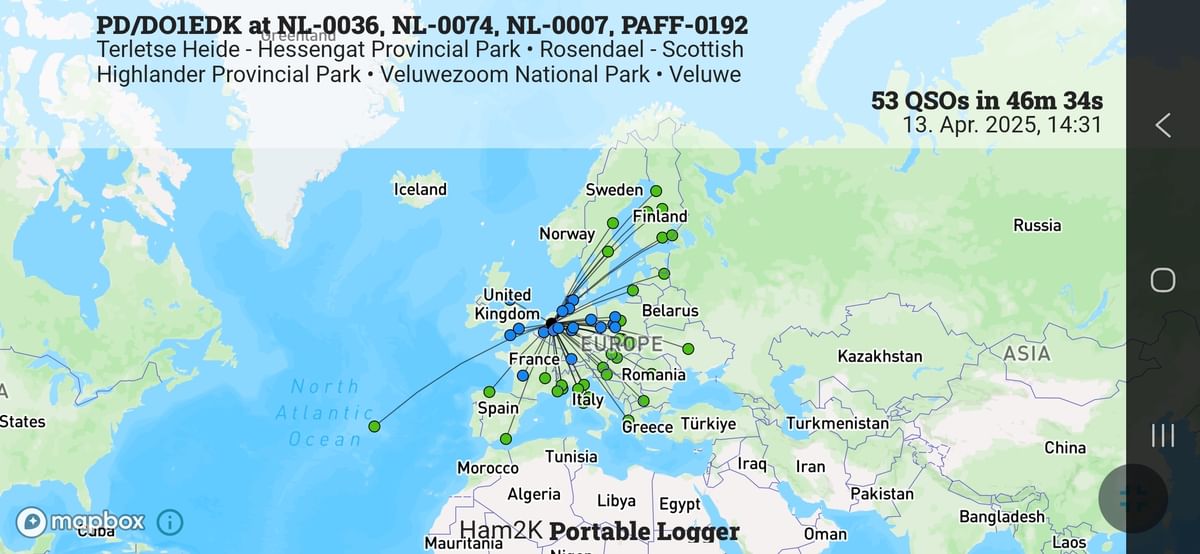 PD/DO1EDK at NL-0036, NL-0074, NL-0007, PAFF-0192
Greenland
Terletse Heide - Hessengat Provincial Park • Rosendael - Scottish
Highlander Provincial Park • Veluwezoom National Park • Veluwe
53 QSOs in 46m 34s
13. Apr. 2025, 14:31
Iceland
Sweden
Finland
Norway
Russia
United
Kingdom
Belarus
EUROPE
France
Kazakhstan
ASIA
Romania
North
Atlantic
Ocean
A
States
Spain
Italy
Greece
Türkiye
Turkmenistan
China
Morocco
Tunisia
Iraq
Iran
Algeria
Libya
Egypt
Pakistan
Bangladesh
mapbox
Cuba
Ham2K Portable Logger
Mauritania
Oman
Laos
Niger